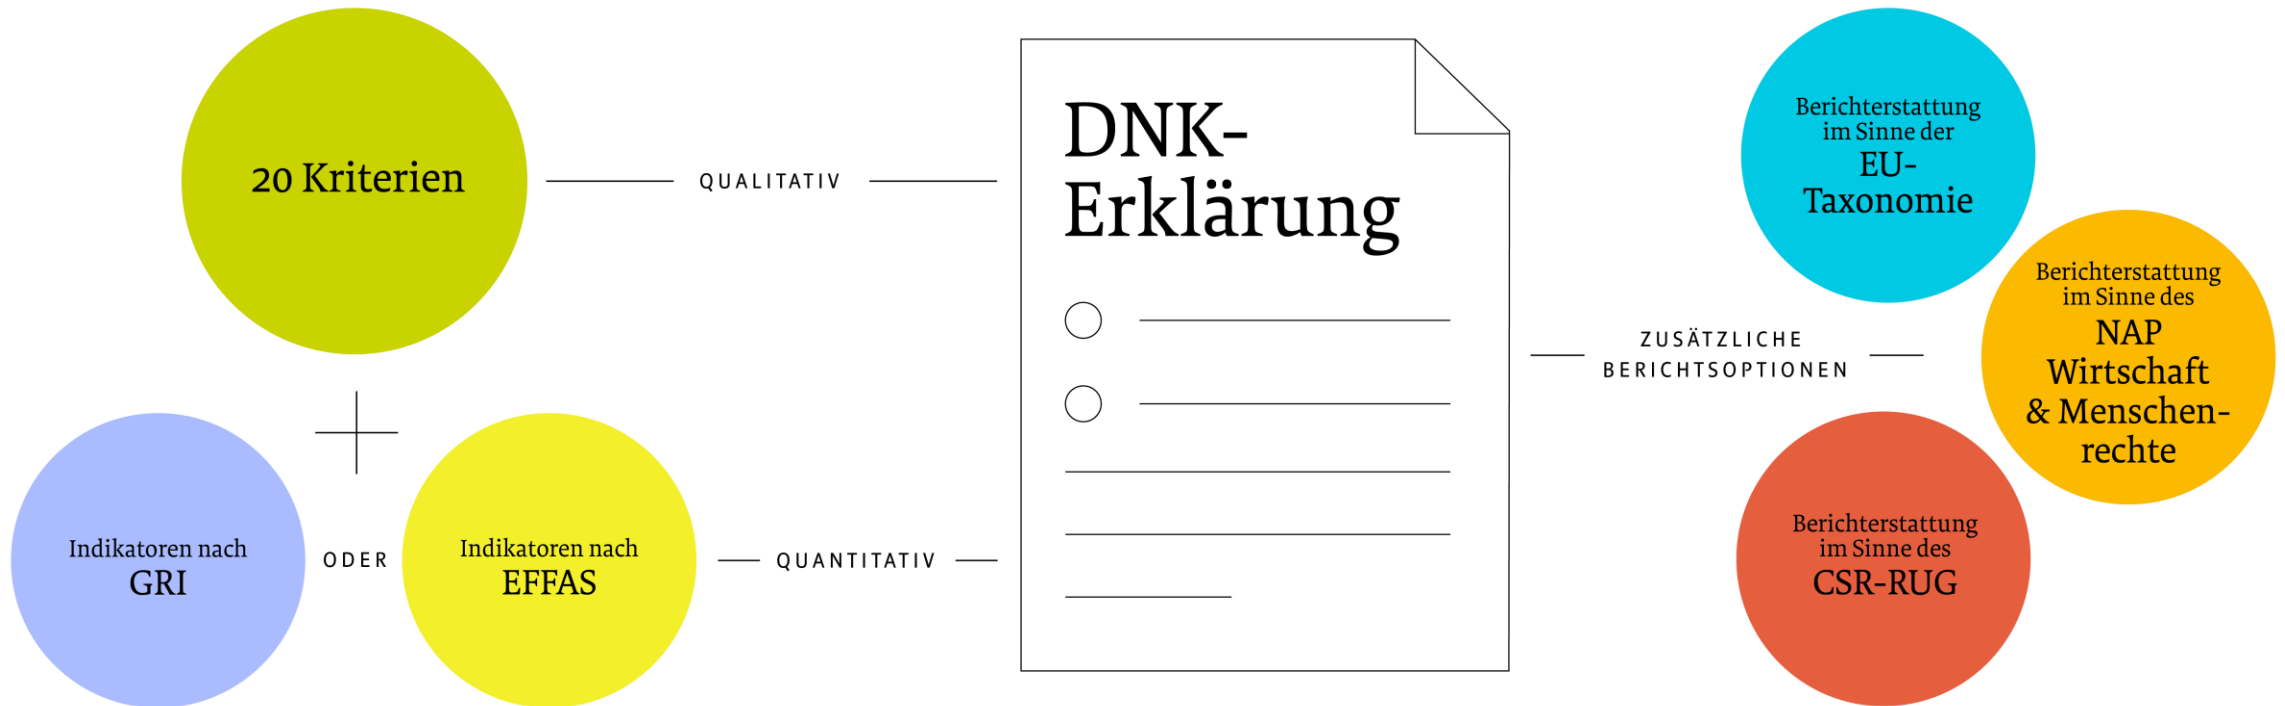 20 Kriterien
QUALITATIV
Indikatoren nach
GRI
ODER
Indikatoren nach
EFFAS
QUANTITATIV
DNK-
Erklärung
ZUSÄTZLICHE
BERICHTSOPTIONEN
Berichterstattung
im Sinne der
EU-
Taxonomie
Berichterstattung
im Sinne des
NAP
Wirtschaft
& Menschen-
rechte
Berichterstattung
im Sinne des
CSR-RUG